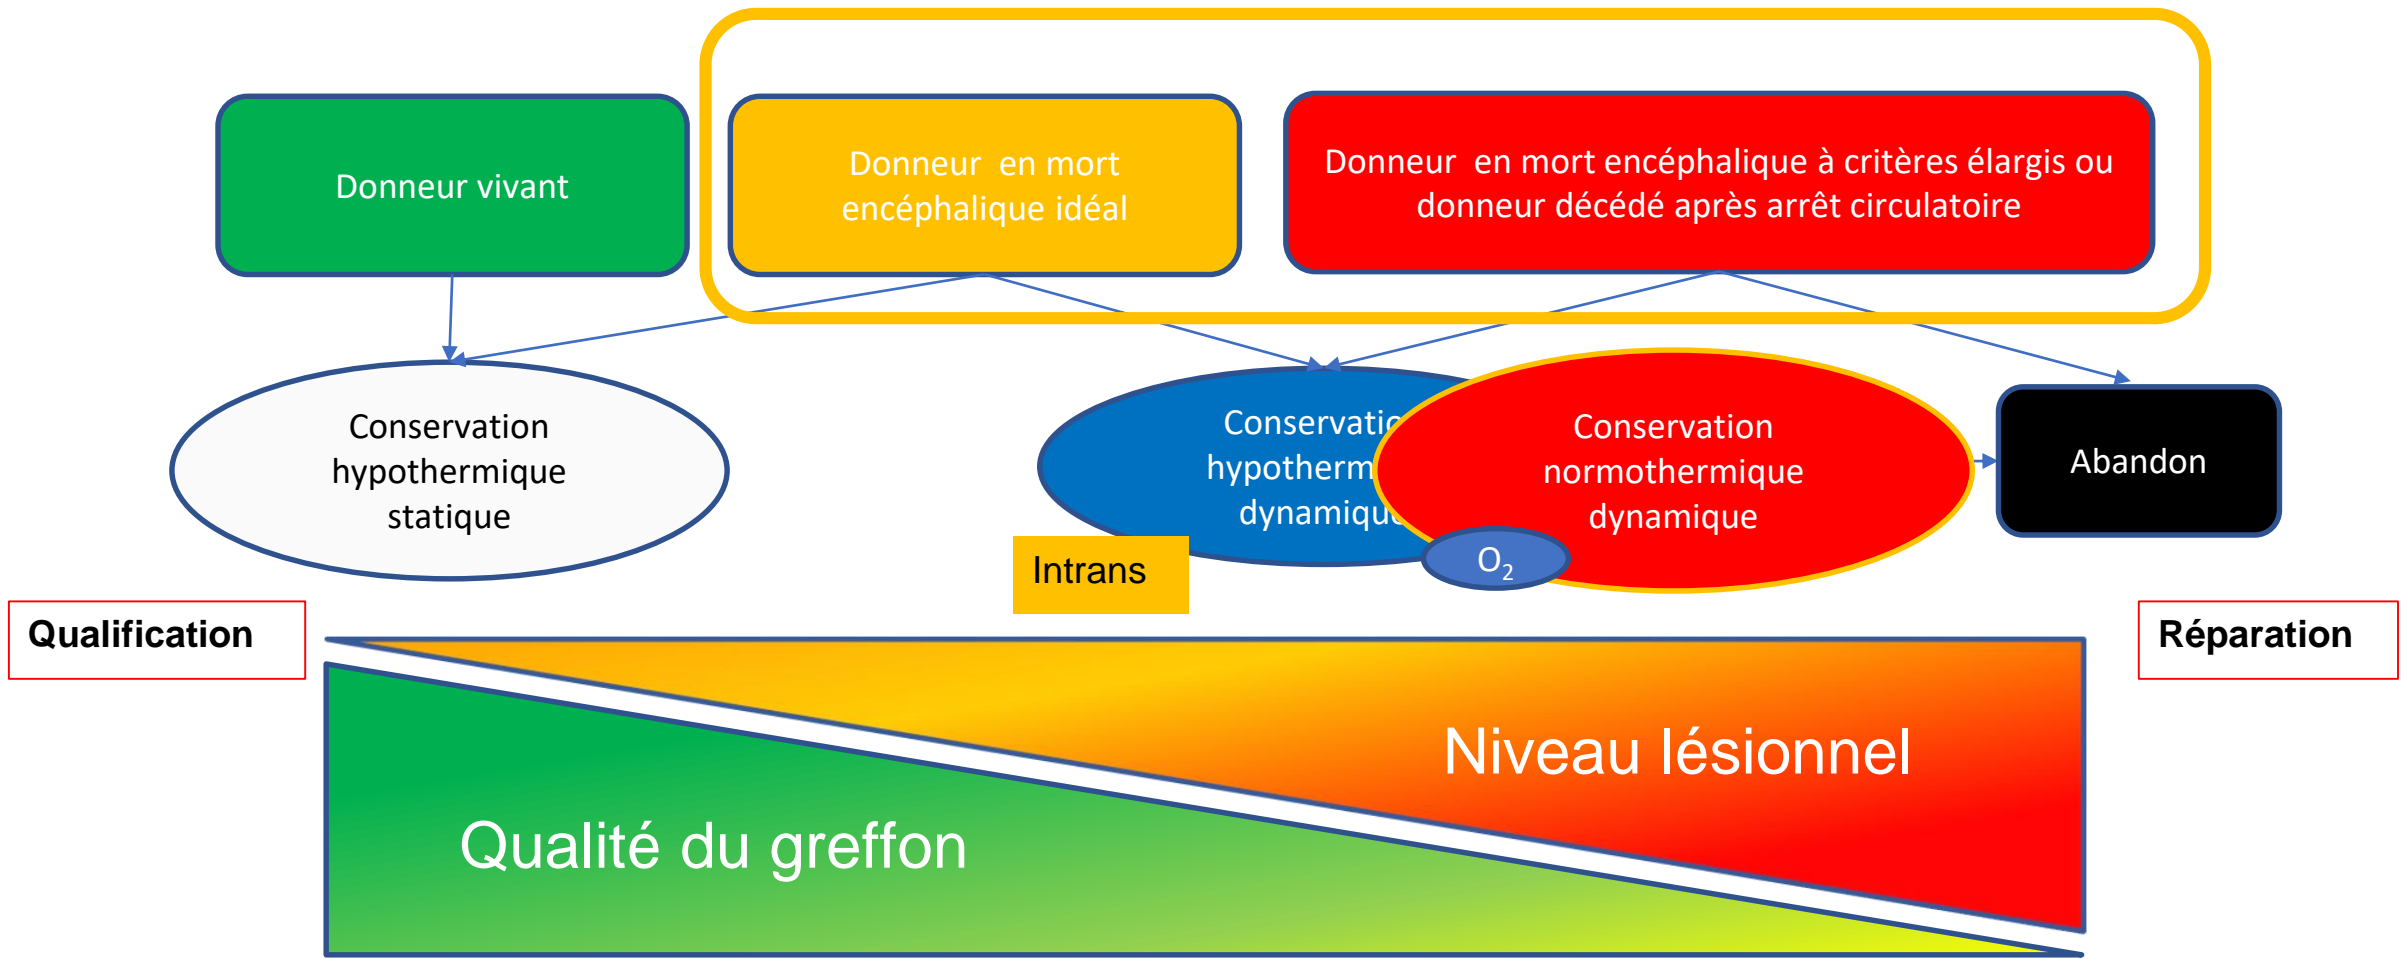 Donneur vivant
Donneur en mort
encéphalique idéal
Donneur en mort encéphalique à critères élargis ou
donneur décédé après arrêt circulatoire
Conservation
hypothermique
statique
Conservatio
hypotherm
dynamiqu
Conservation
normothermique
dynamique
Abandon
O₂
Intrans
Qualification
Réparation
Niveau lésionnel
Qualité du greffon